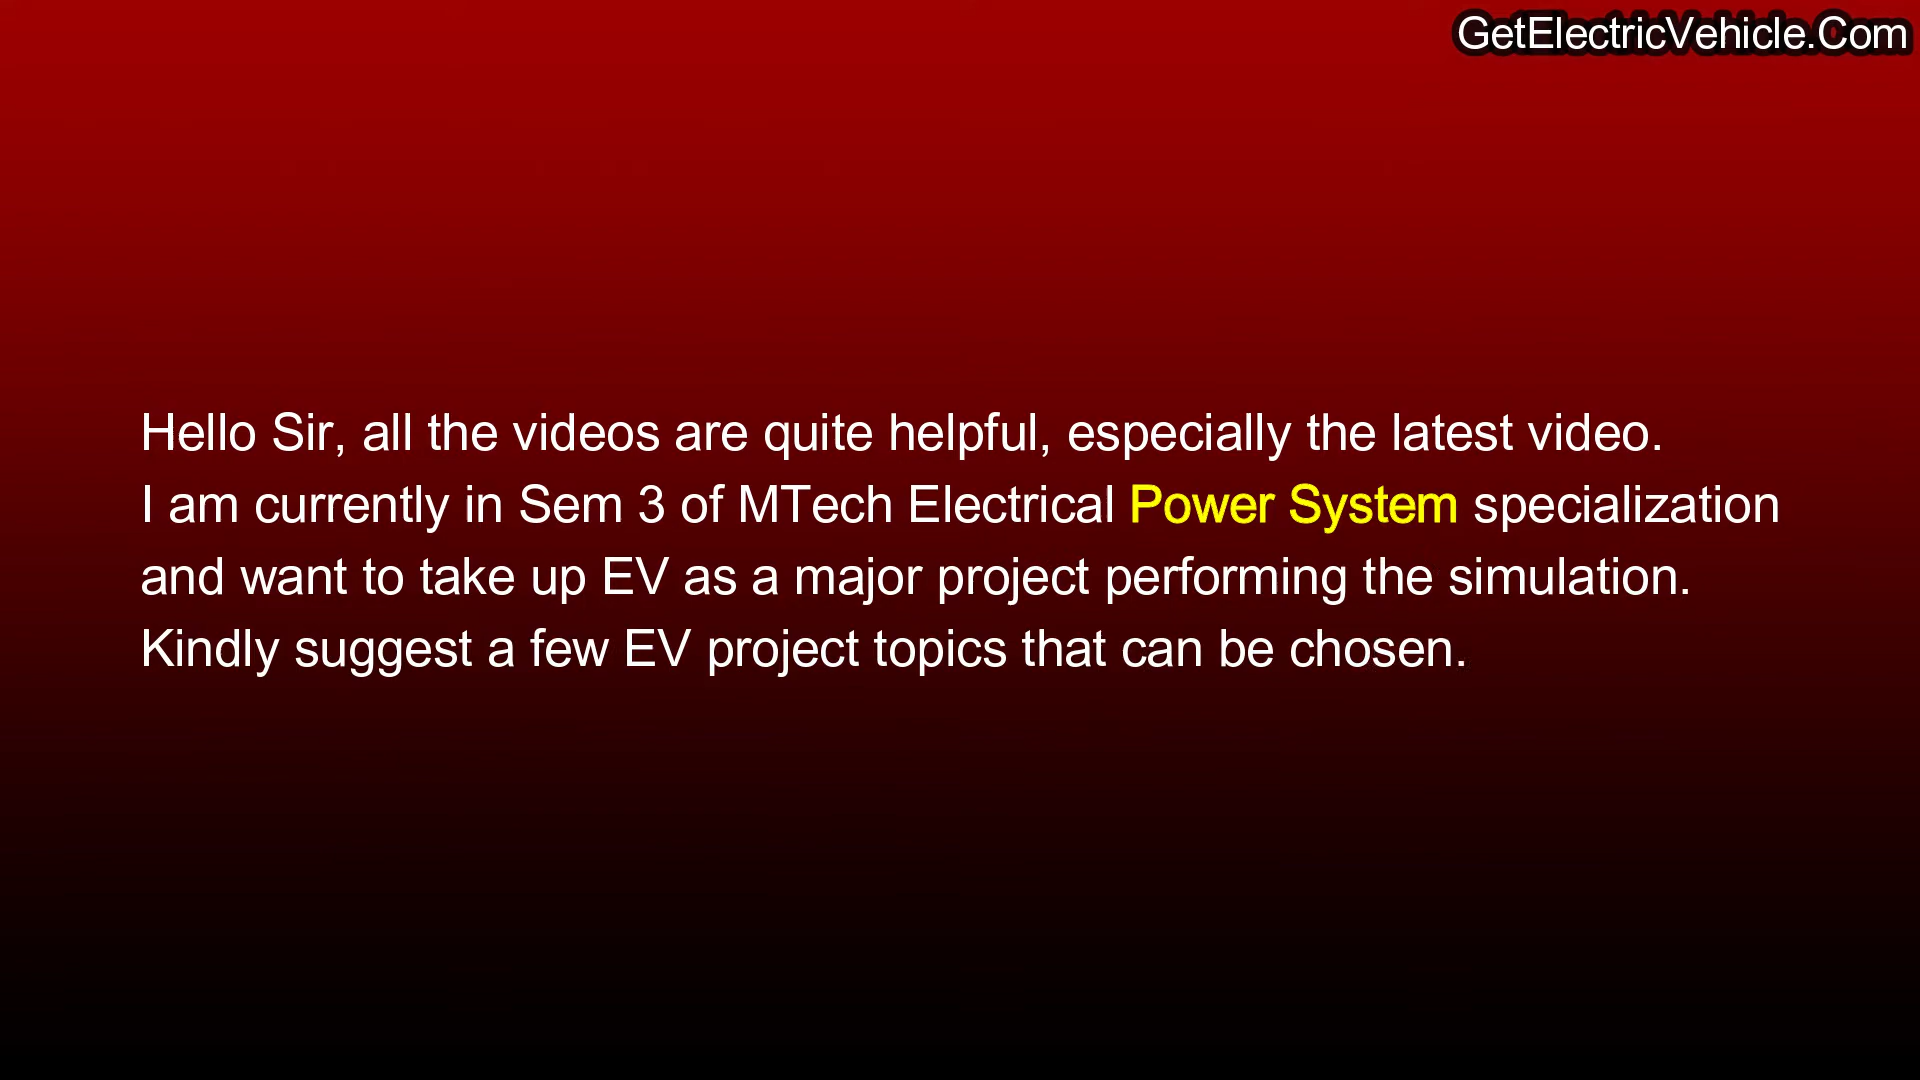 GetElectricVehicle.Com
Hello Sir, all the videos are quite helpful, especially the latest video.
I am currently in Sem 3 of MTech Electrical Power System specialization
and want to take up EV as a major project performing the simulation.
Kindly suggest a few EV project topics that can be chosen.